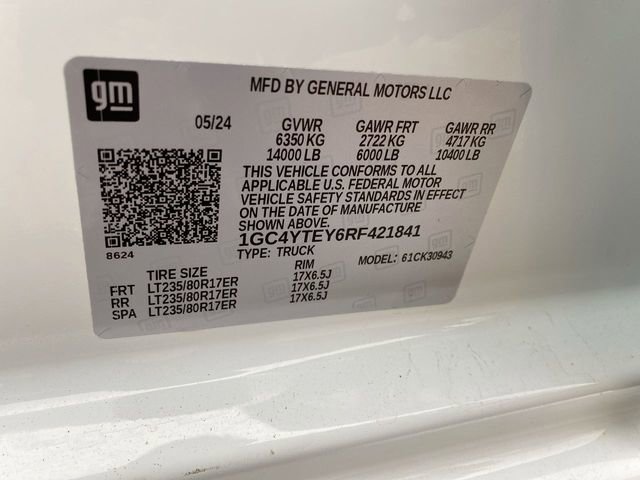 gm
MFD BY GENERAL MOTORS LLC
05/24 GVWR GAWR FRT GAWR RR
6350 KG 2722 KG 4717 KG
14000 LB 6000 LB 10400 LB
THIS VEHICLE CONFORMS TO ALL
APPLICABLE U.S. FEDERAL MOTOR
VEHICLE SAFETY STANDARDS IN EFFECT
ON THE DATE OF MANUFACTURE
SHOWN ABOVE.
8624 1GC4YTEY6RF421841
TYPE: TRUCK MODEL: 61CK30943
TIRE SIZE RIM
FRT LT235/80R17ER 17X6.5J
RR LT235/80R17ER 17X6.5J
SPA LT235/80R17ER 17X6.5J